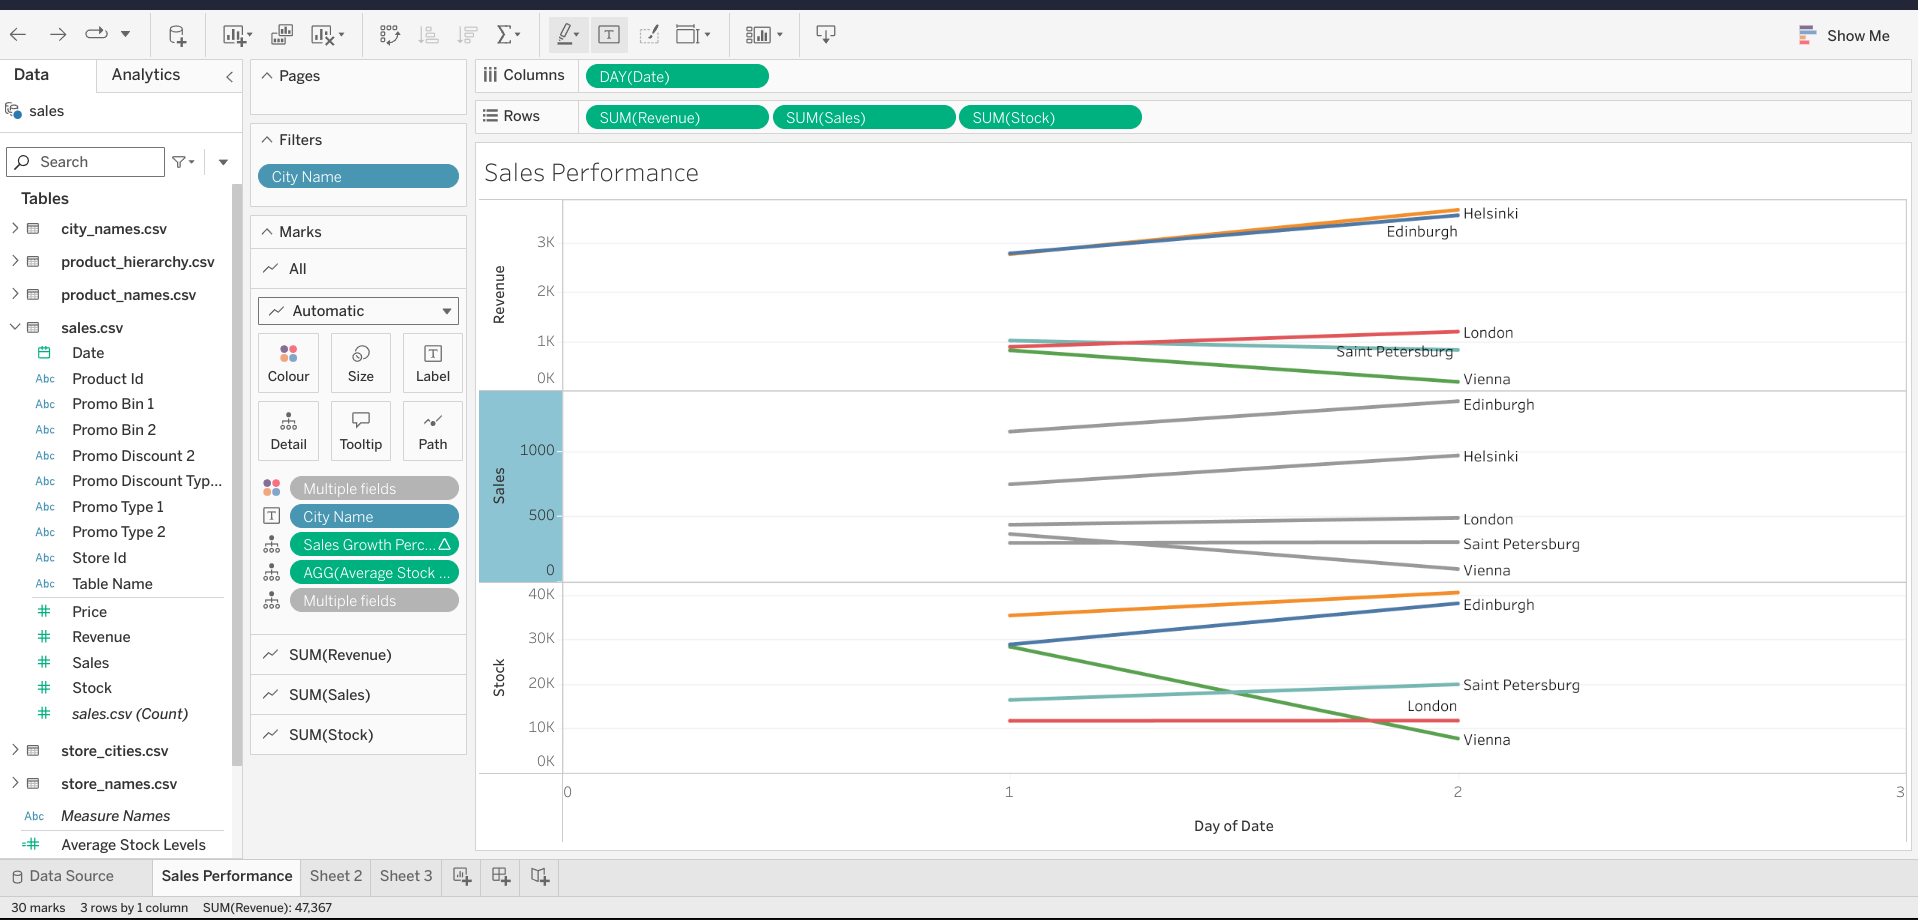 Show Me
Data
Analytics
sales
Search
Tables
city_names.csv
product_hierarchy.csv
product_names.csv
sales.csv
Date
Abc Product Id
Abc Promo Bin 1
Abc Promo Bin 2
Abc Promo Discount 2
Abc Promo Discount Typ...
Abc Promo Type 1
Abc Promo Type 2
Abc Store Id
Abc Table Name
Price
Revenue
Sales
Stock
sales.csv (Count)
store_cities.csv
store_names.csv
Abc Measure Names
Average Stock Levels
Pages
Filters
City Name
Marks
All
Automatic
Colour
Size
Label
Detail
Tooltip
Path
Multiple fields
City Name
Sales Growth Perc...
AGG(Average Stock ...
Multiple fields
SUM(Revenue)
SUM(Sales)
SUM(Stock)
Columns
DAY(Date)
Rows
SUM(Revenue)
SUM(Sales)
SUM(Stock)
Sales Performance
Revenue
3K
2K
1K
0K
Helsinki
Edinburgh
London
Saint Petersburg
Vienna
Sales
1000
500
0
Edinburgh
Helsinki
London
Saint Petersburg
Vienna
Stock
40K
30K
20K
10K
0K
Edinburgh
Saint Petersburg
London
Vienna
0
1
2
3
Day of Date
Data Source
Sales Performance
Sheet 2
Sheet 3
30 marks
3 rows by 1 column
SUM(Revenue): 47,367